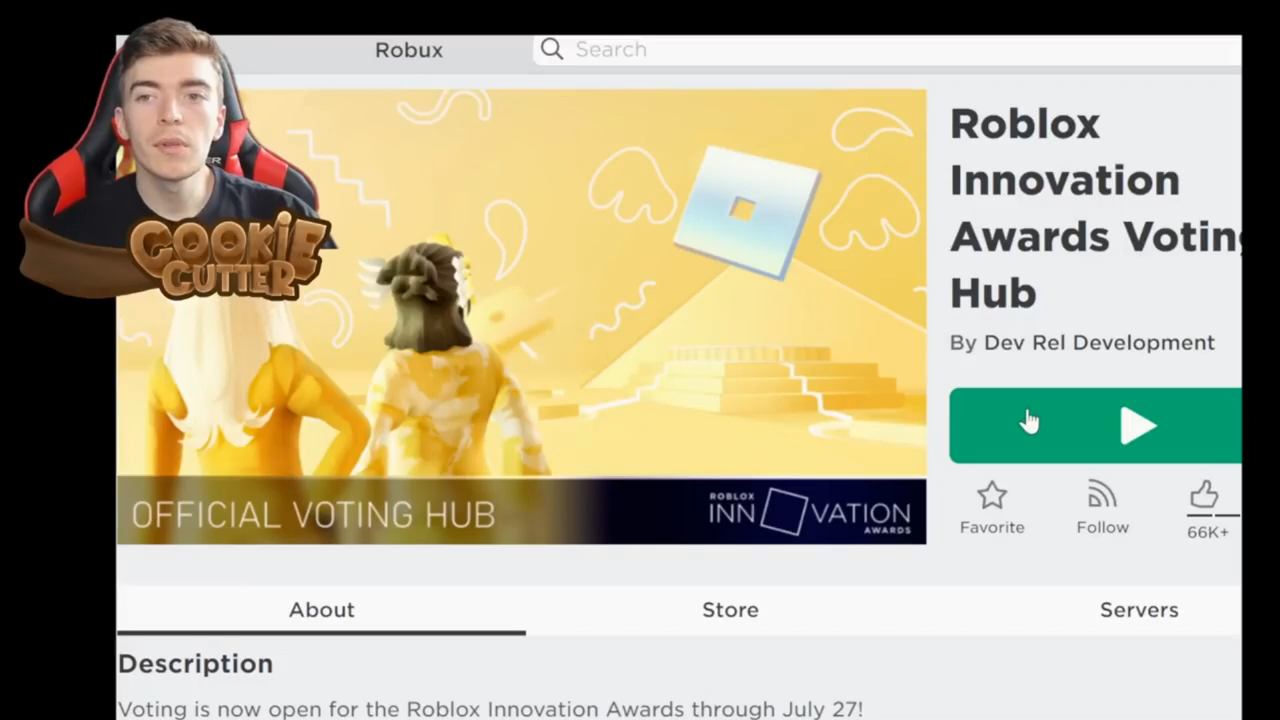 Robux
Search
ER
COOKIE
CUTTER
Roblox
Innovation
Awards Voting
Hub
By Dev Rel Development
OFFICIAL VOTING HUB
ROBLOX
INN VATION
AWARDS
Favorite
Follow
66K+
About
Store
Servers
Description
Voting is now open for the Roblox Innovation Awards through July 27!